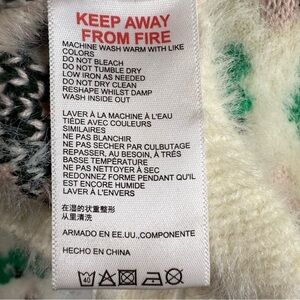 KEEP AWAY
FROM FIRE
MACHINE WASH WARM WITH LIKE
COLORS
DO NOT BLEACH
DO NOT TUMBLE DRY
LOW IRON AS NEEDED
DO NOT DRY CLEAN
RESHAPE WHILST DAMP
WASH INSIDE OUT
LAVER À LA MACHINE À L'EAU
TIÈDE AVEC COULEURS
SIMILAIRES
NE PAS BLANCHIR
NE PAS SECHER PAR CULBUTAGE
REPASSER, AU BESOIN, À TRÉS
BASSE TEMPÉRATURE
NE PAS NETTOYER À SEC
REDONNEZ FORME PENDANT QU'IL
EST ENCORE HUMIDE
LAVER À L'ENVERS
在湿的状重整形
从里清洗
ARMADO EN EE.UU.,COMPONENTE
HECHO EN CHINA
40